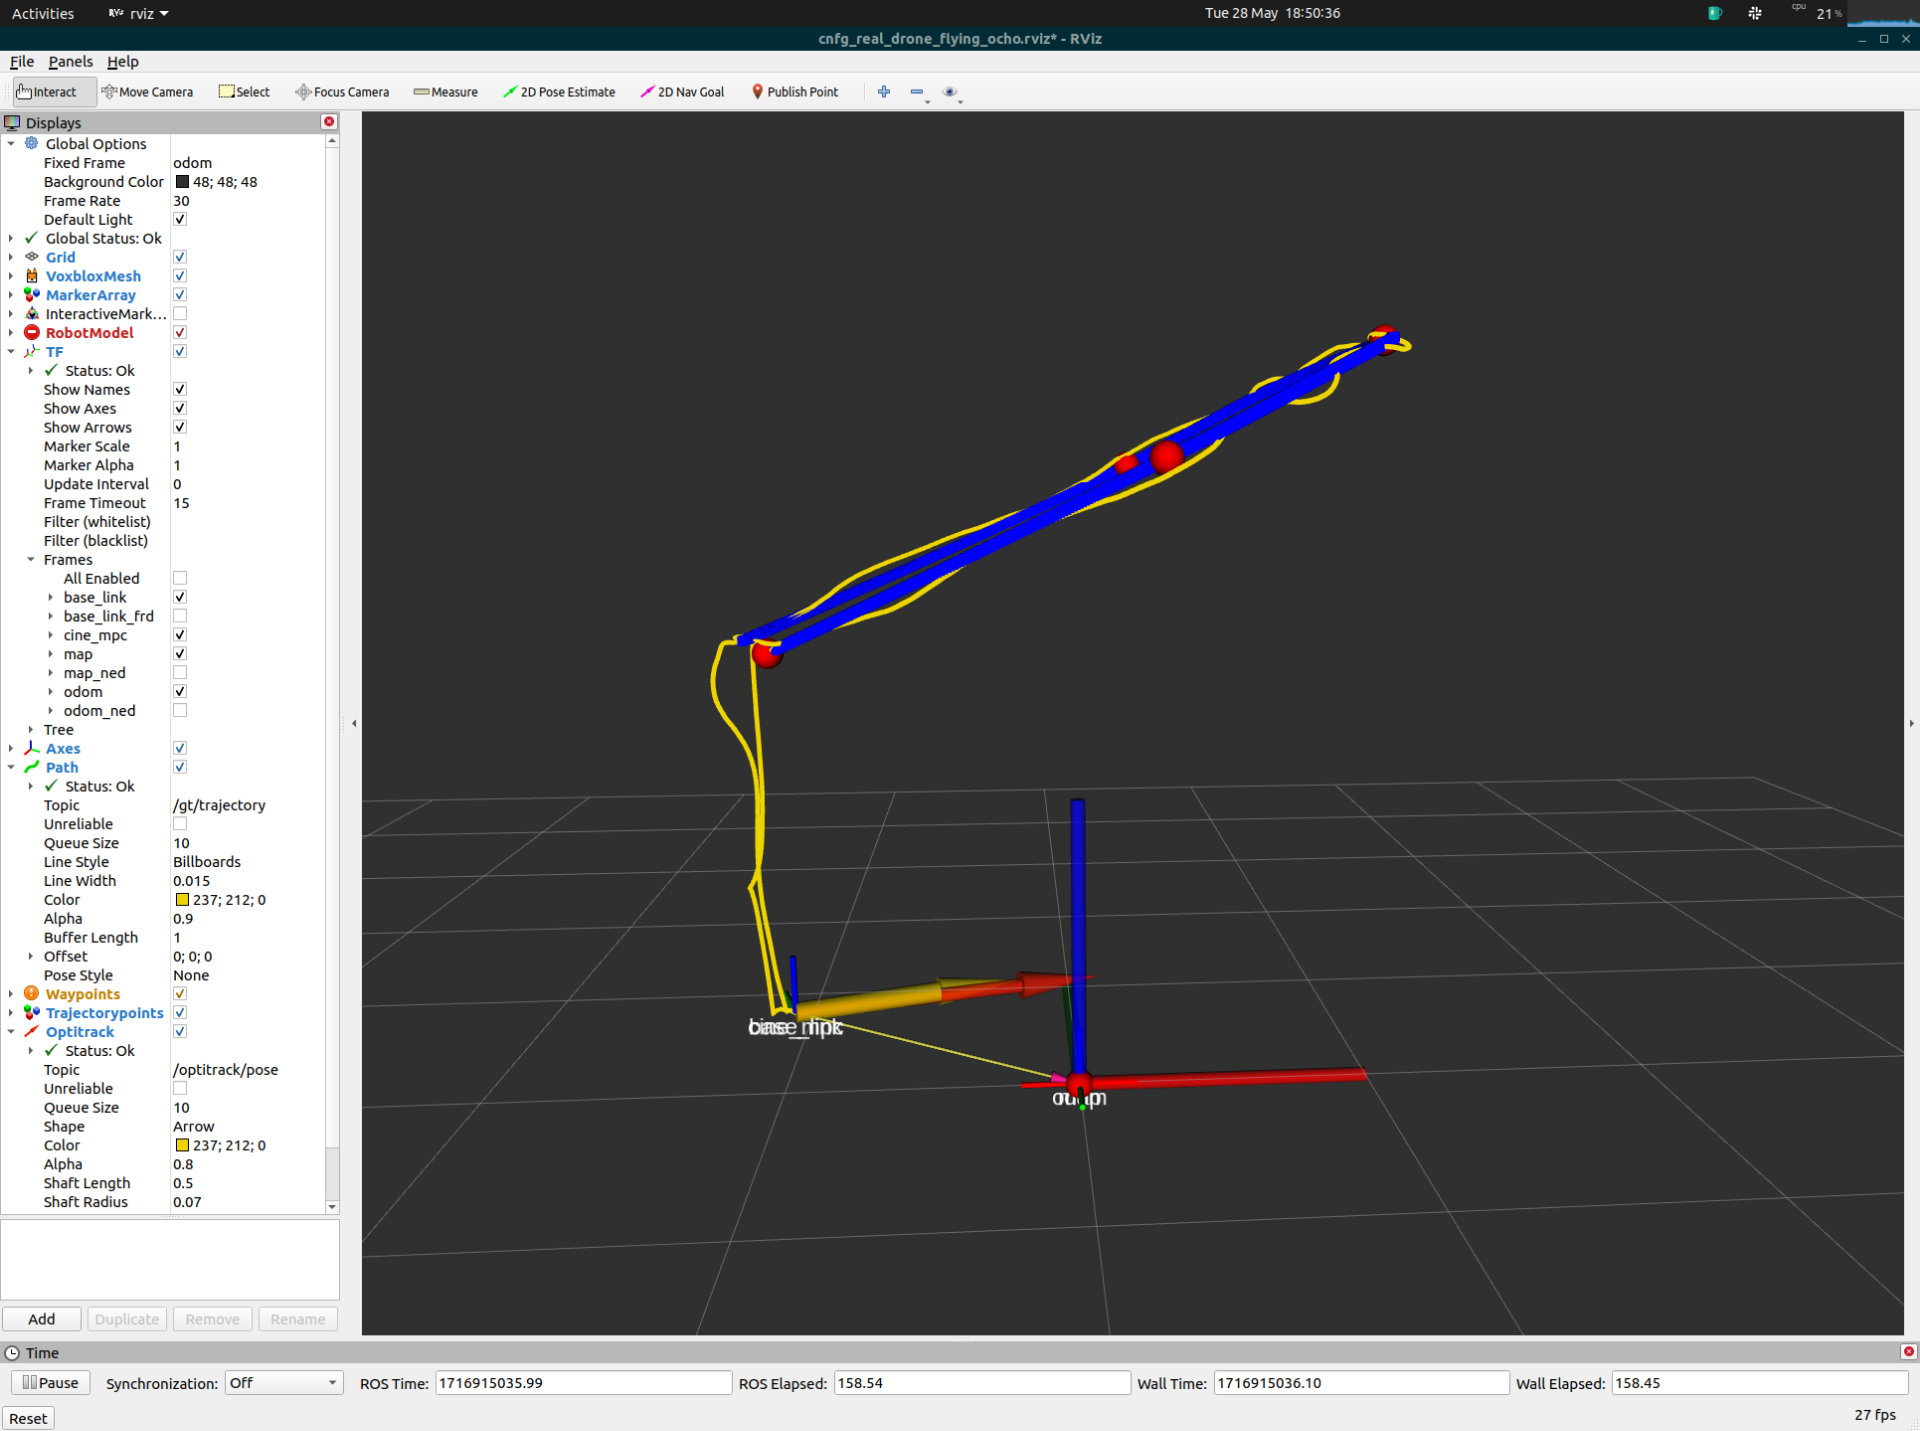 Activities rviz Tue 28 May 18:50:36 cpu 21%
cnfg_real_drone_flying_ocho.rviz* - RViz
File Panels Help
Interact Move Camera Select Focus Camera Measure 2D Pose Estimate 2D Nav Goal Publish Point
Displays
Global Options
Fixed Frame odom
Background Color 48; 48; 48
Frame Rate 30
Default Light
Global Status: Ok
Grid
VoxbloxMesh
MarkerArray
InteractiveMark...
RobotModel
TF
Status: Ok
Show Names
Show Axes
Show Arrows
Marker Scale 1
Marker Alpha 1
Update Interval 0
Frame Timeout 15
Filter (whitelist)
Filter (blacklist)
Frames
All Enabled
base_link
base_link_frd
cine_mpc
map
map_ned
odom
odom_ned
Tree
Axes
Path
Status: Ok
Topic /gt/trajectory
Unreliable
Queue Size 10
Line Style Billboards
Line Width 0.015
Color 237; 212; 0
Alpha 0.9
Buffer Length 1
Offset 0; 0; 0
Pose Style None
Waypoints
Trajectorypoints
Optitrack
Status: Ok
Topic /optitrack/pose
Unreliable
Queue Size 10
Shape Arrow
Color 237; 212; 0
Alpha 0.8
Shaft Length 0.5
Shaft Radius 0.07
Add Duplicate Remove Rename
Time
Pause Synchronization: Off ROS Time: 1716915035.99 ROS Elapsed: 158.54 Wall Time: 1716915036.10 Wall Elapsed: 158.45
Reset 27 fps